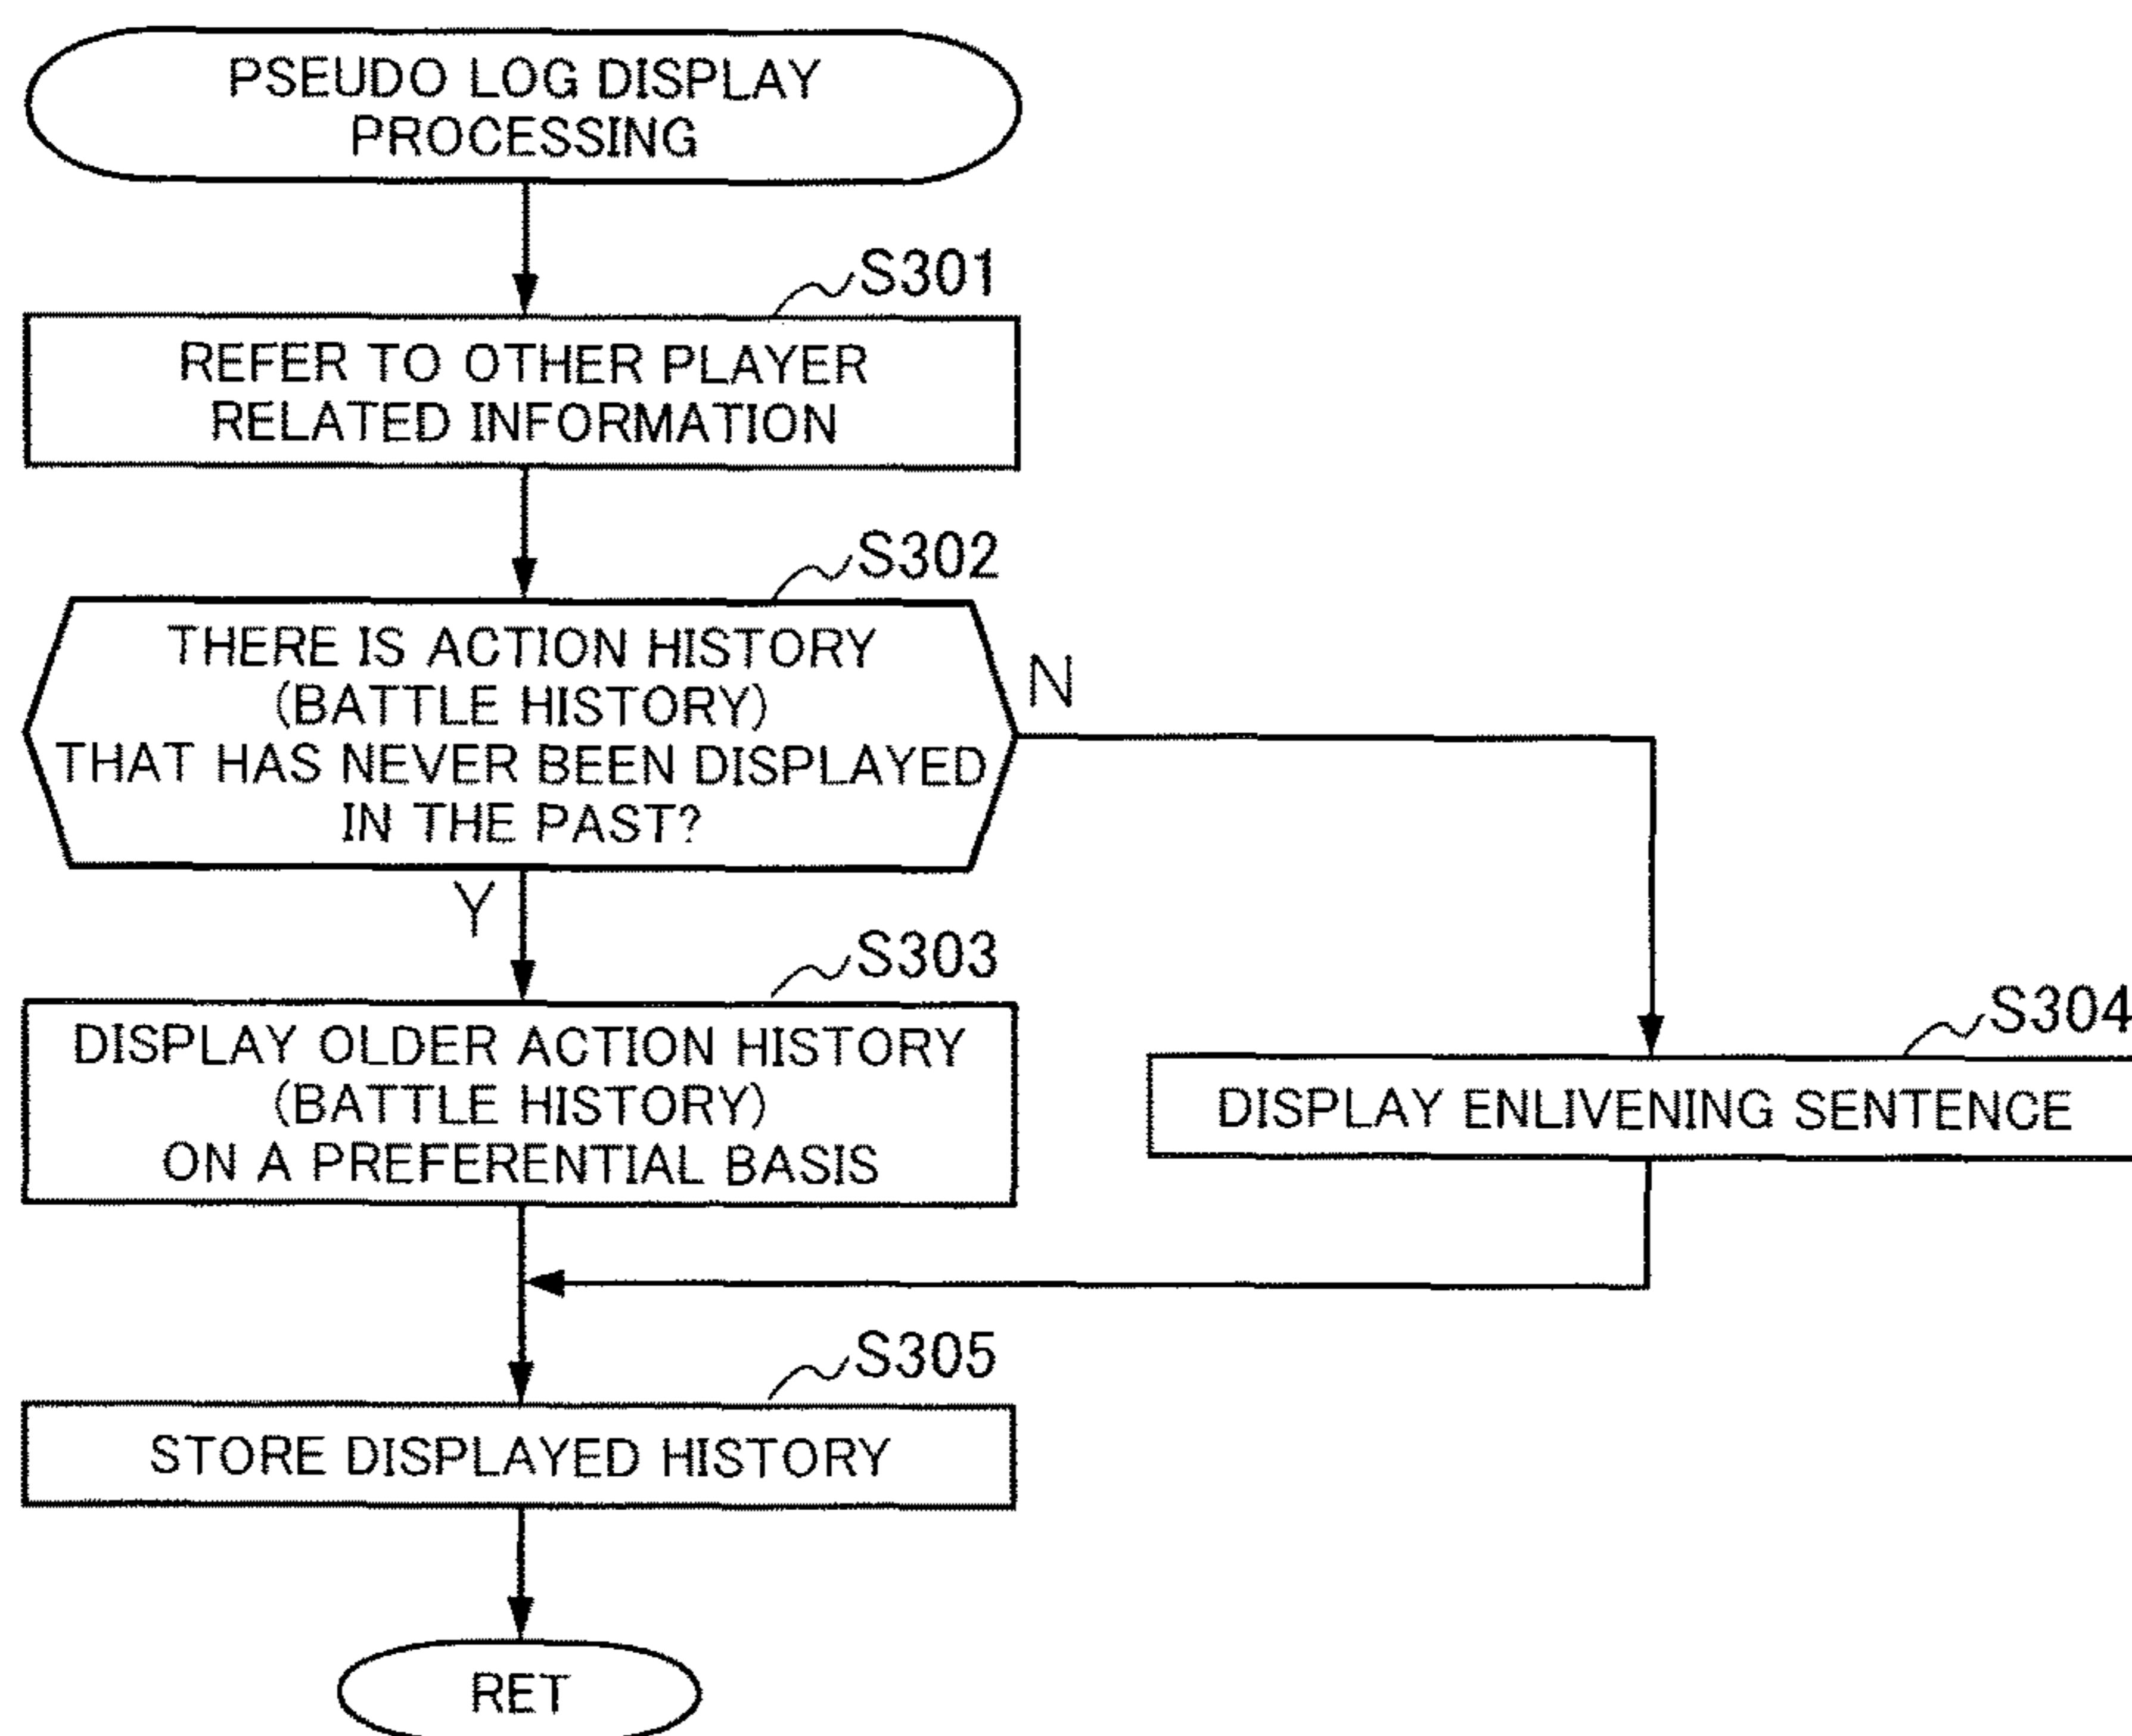 PSEUDO LOG DISPLAY
PROCESSING
S301
REFER TO OTHER PLAYER
RELATED INFORMATION
S302
THERE IS ACTION HISTORY
(BATTLE HISTORY)
THAT HAS NEVER BEEN DISPLAYED
IN THE PAST?
N
Y
S303
DISPLAY OLDER ACTION HISTORY
(BATTLE HISTORY)
ON A PREFERENTIAL BASIS
S304
DISPLAY ENLIVENING SENTENCE
S305
STORE DISPLAYED HISTORY
RET